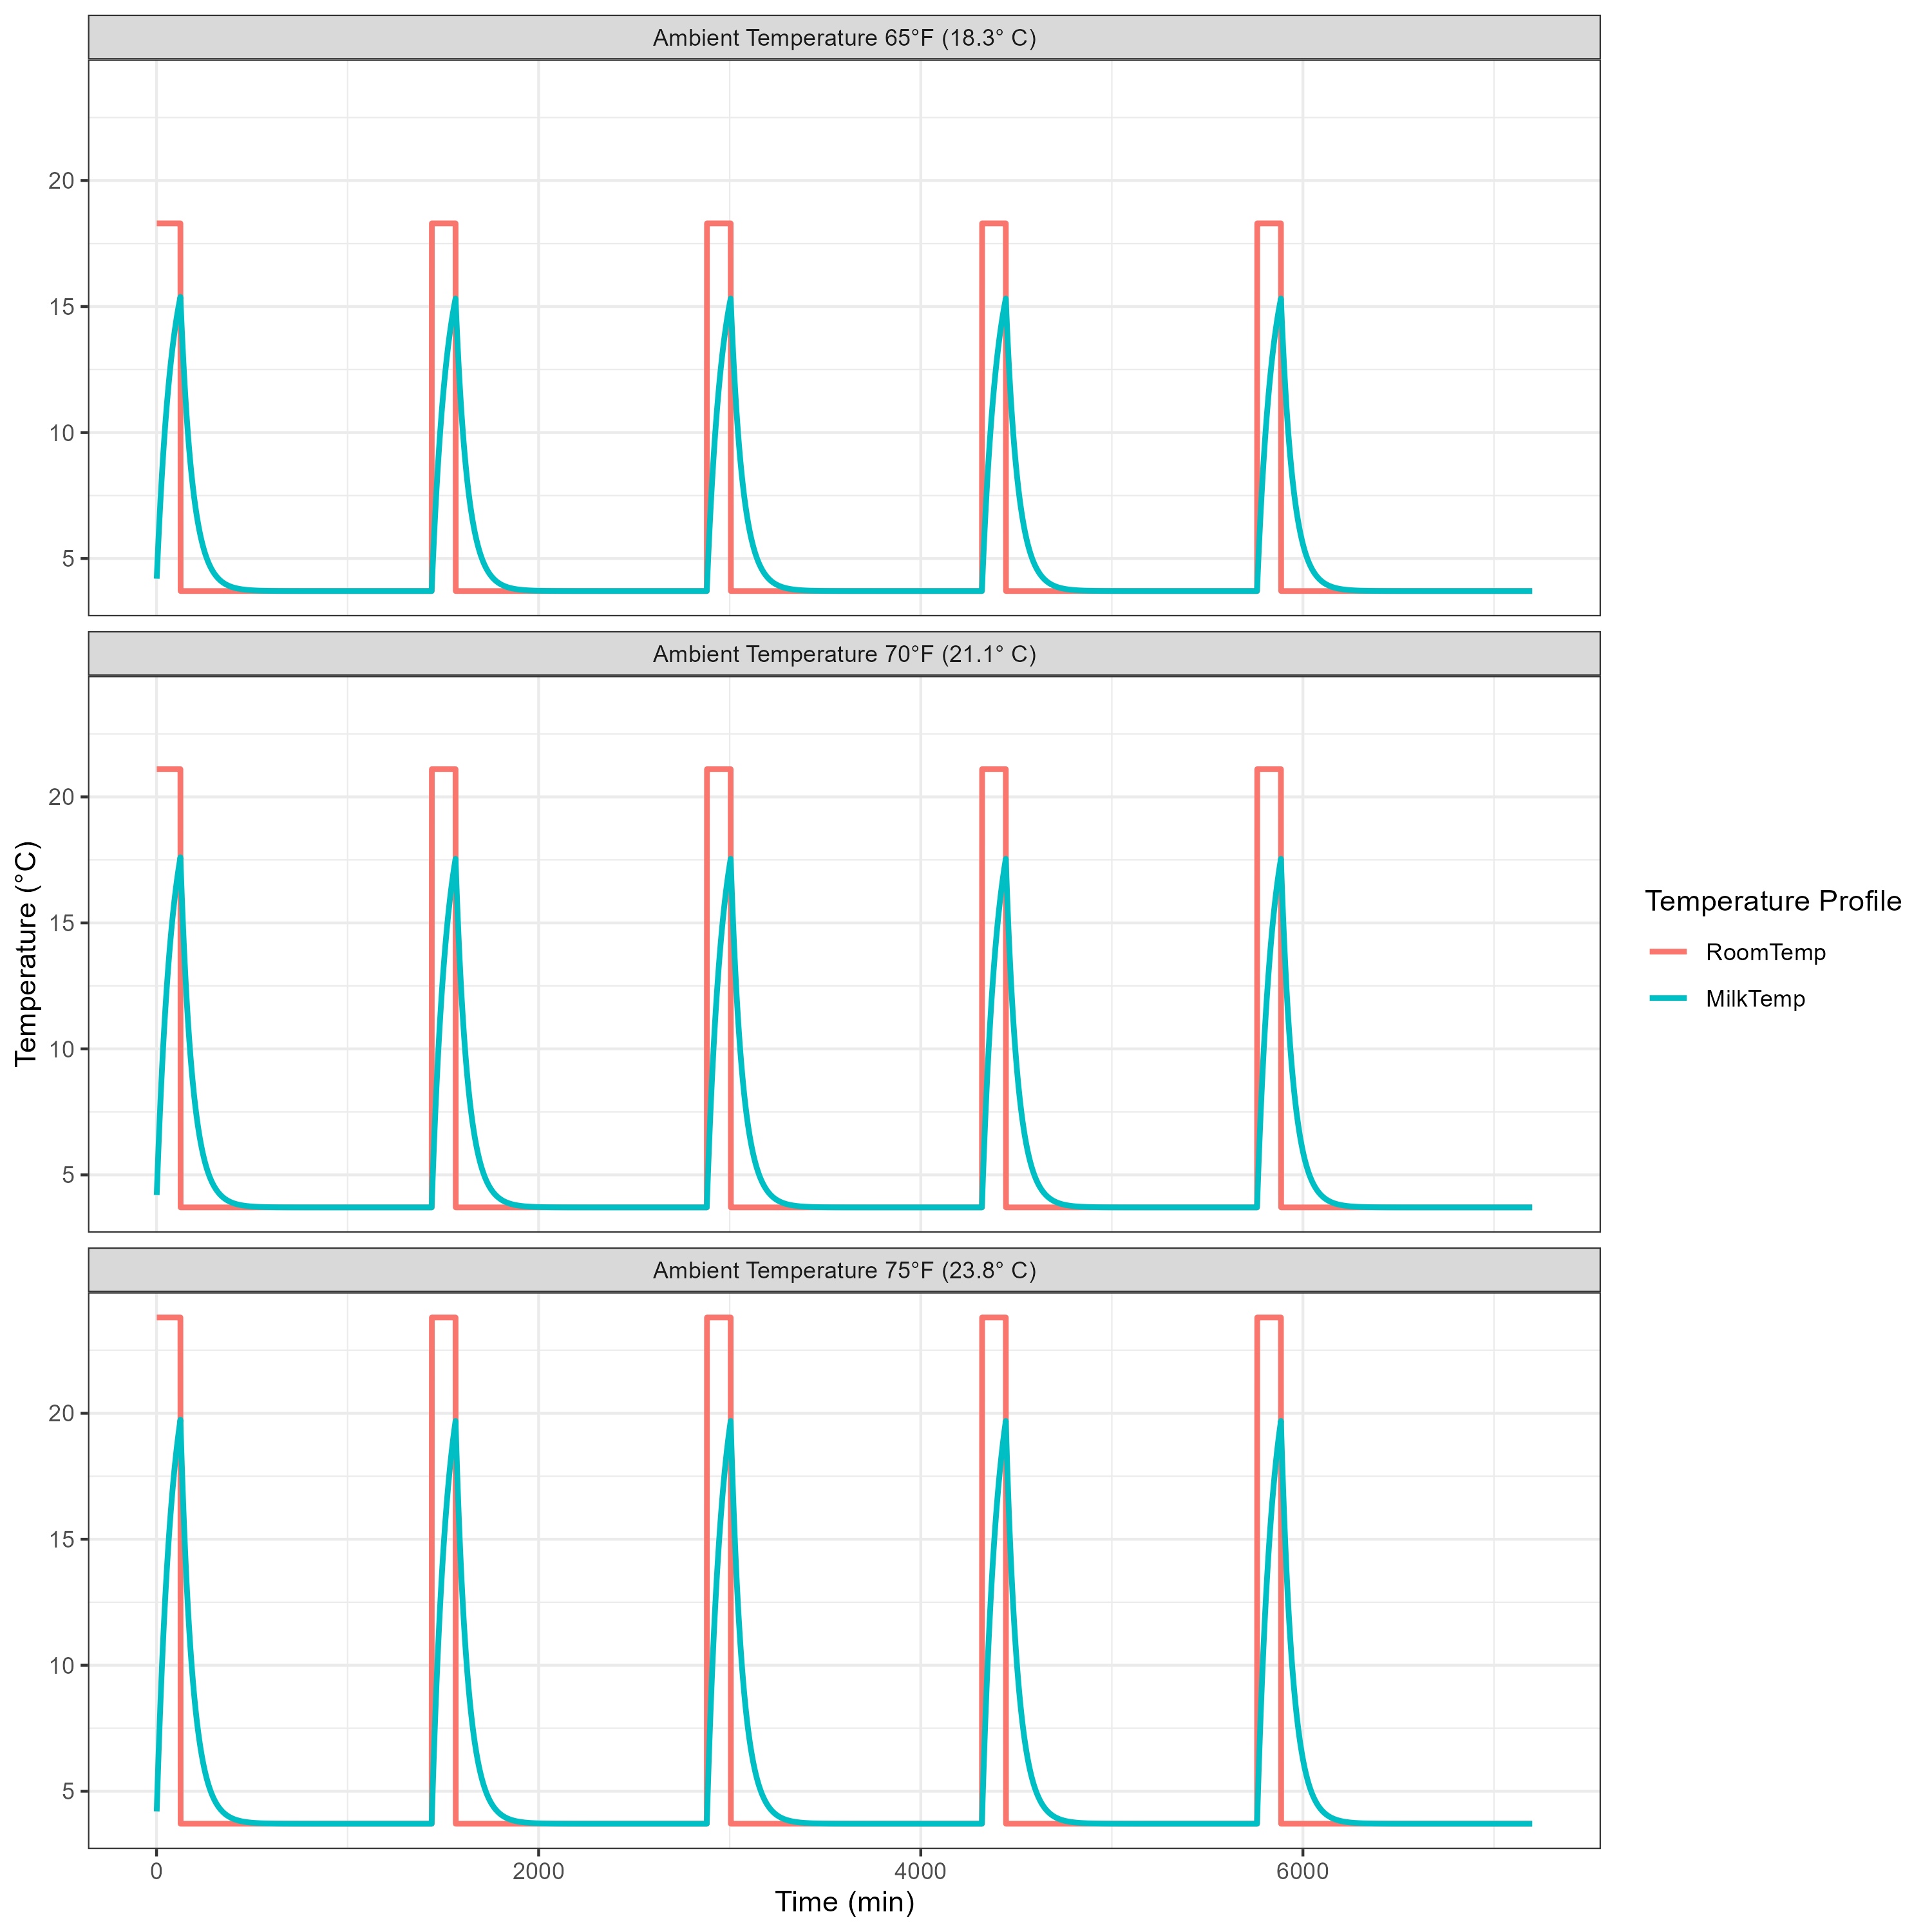 Ambient Temperature 65°F (18.3° C)
20
15
10
5
Ambient Temperature 70°F (21.1° C)
20
15
10
5
Temperature (°C)
Ambient Temperature 75°F (23.8° C)
20
15
10
5
0 2000 4000 6000
Time (min)
Temperature Profile
RoomTemp
MilkTemp